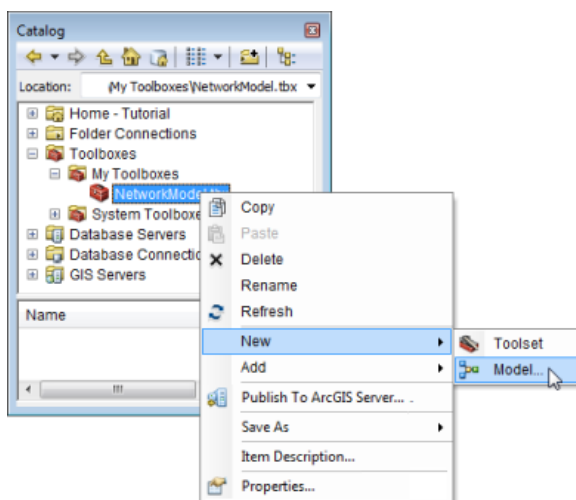 Catalog
Location: My Toolboxes\NetworkModel.tbx
Home - Tutorial
Folder Connections
Toolboxes
My Toolboxes
NetworkModel.tbx
System Toolboxe
Database Servers
Database Connectio
GIS Servers
Name
Copy
Paste
Delete
Rename
Refresh
New
Add
Publish To ArcGIS Server... .
Save As
Item Description...
Properties...
Toolset
Model...